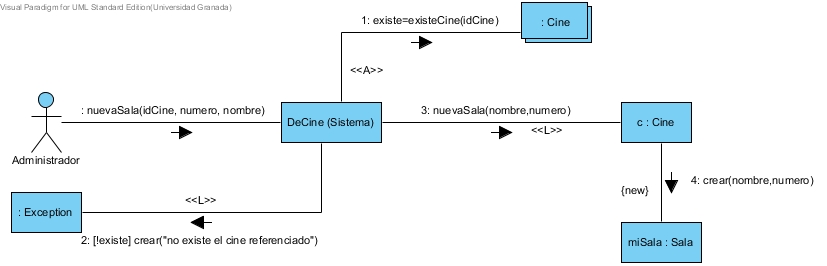 Visual Paradigm for UML Standard Edition(Universidad Granada)
1: existe=existeCine(idCine)
: Cine
<<A>>
: nuevaSala(idCine, numero, nombre)
DeCine (Sistema)
3: nuevaSala(nombre,numero)
<<L>>
c : Cine
Administrador
4: crear(nombre,numero)
{new}
<<L>>
: Exception
2: [!existe] crear("no existe el cine referenciado")
miSala : Sala